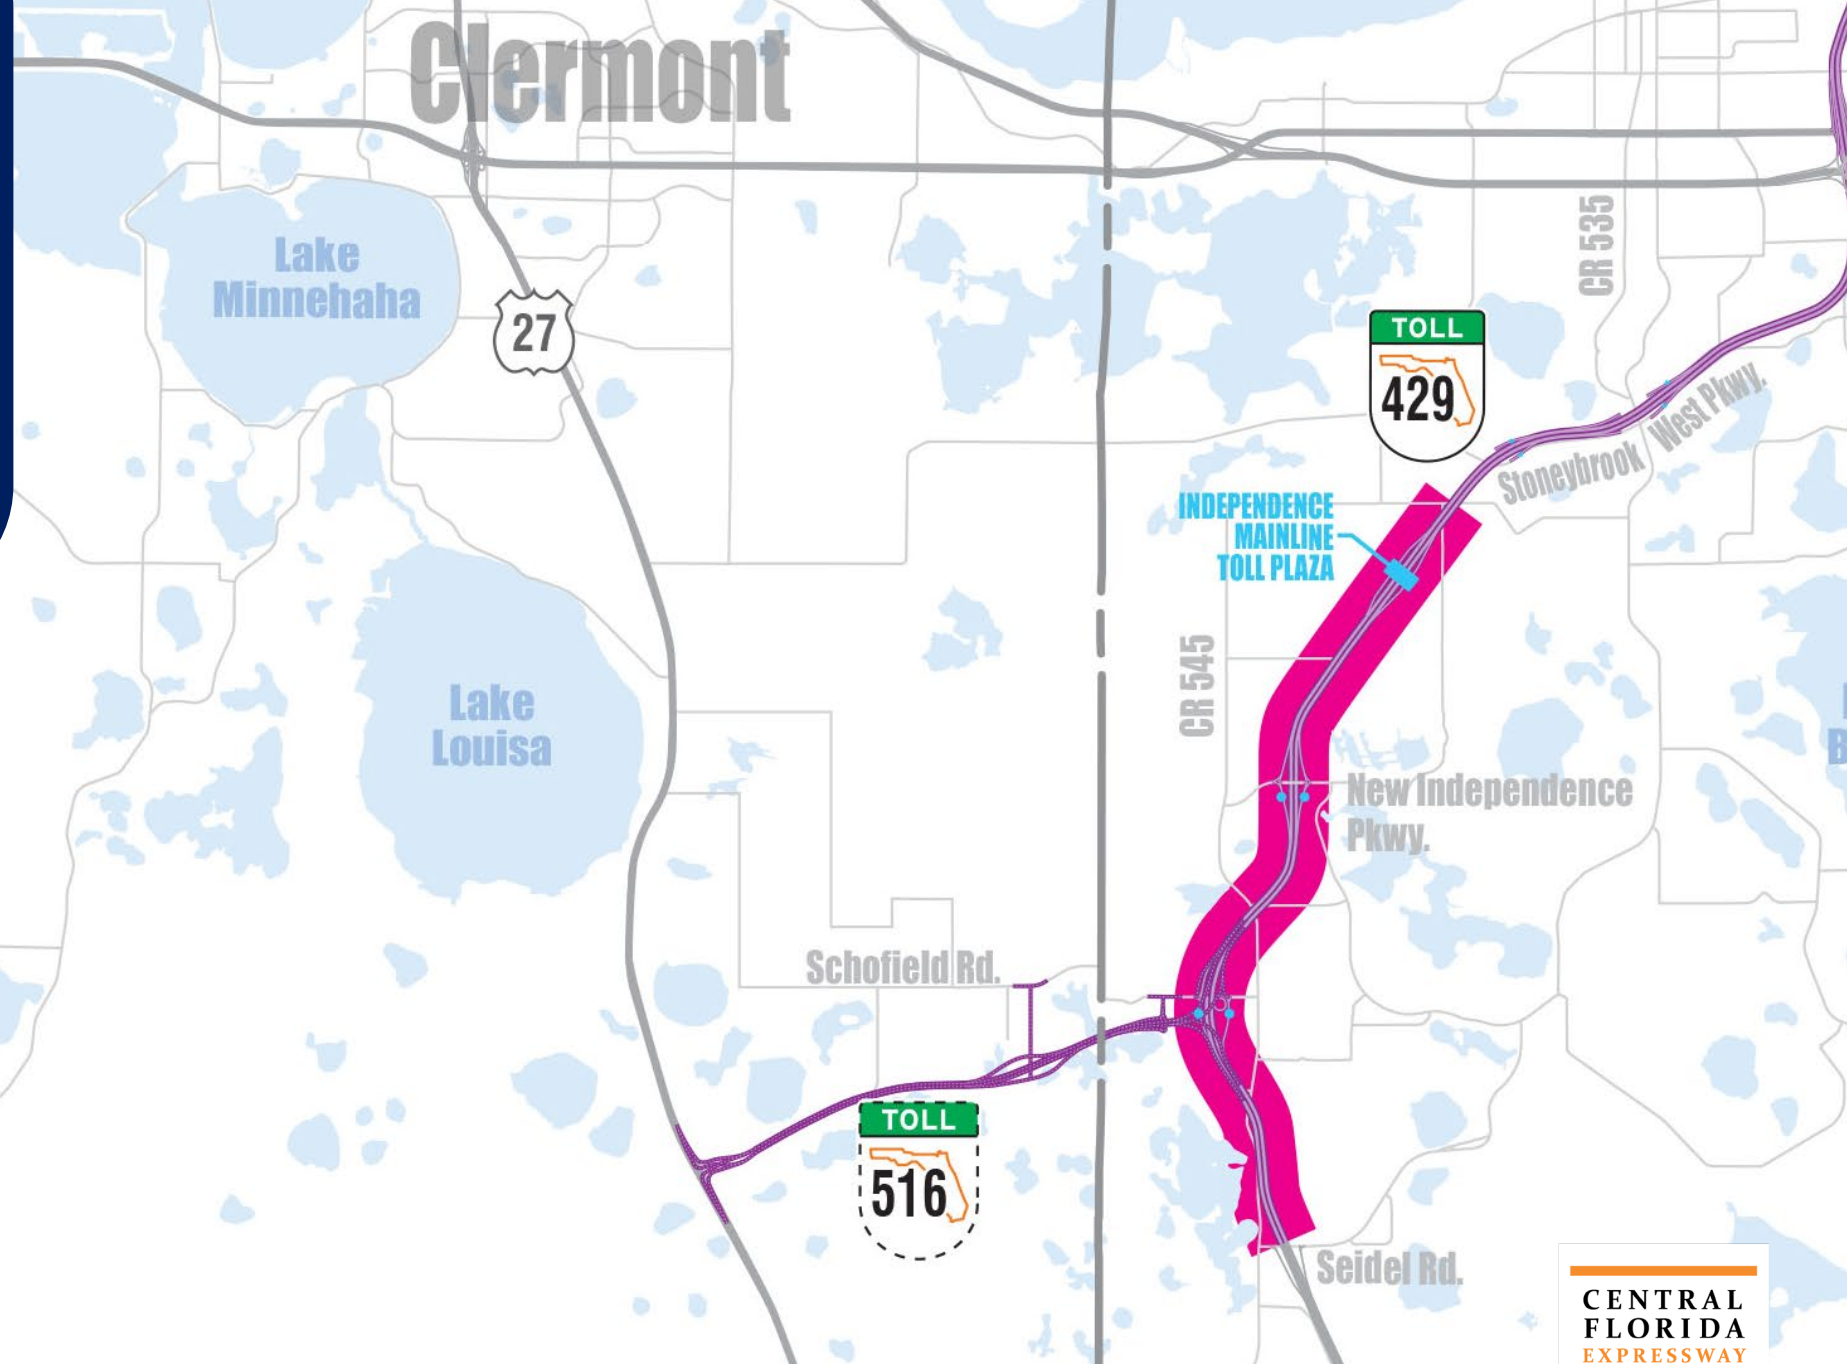 Clermont
Lake
Minnehaha
27
CR 535
TOLL
429
Stoneybrook West Pkwy.
INDEPENDENCE
MAINLINE
TOLL PLAZA
CR 545
Lake
Louisa
New Independence
Pkwy.
Schofield Rd.
TOLL
516
Seidel Rd.
CENTRAL
FLORIDA
EXPRESSWAY